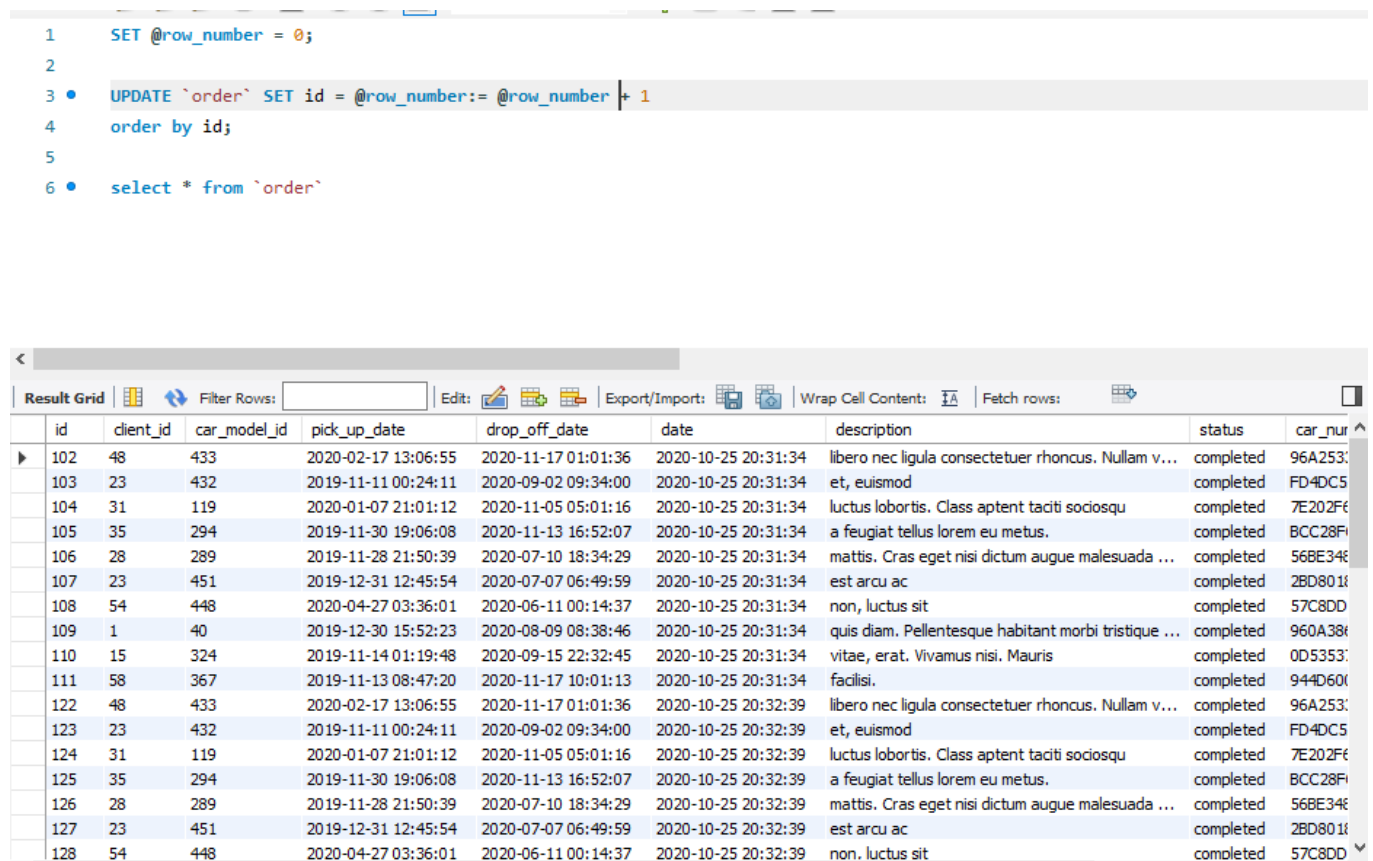 1 SET @row_number = 0;
2
3 UPDATE `order` SET id = @row_number:= @row_number + 1
4 order by id;
5
6 select * from `order`
Result Grid Filter Rows: Edit: Export/Import: Wrap Cell Content: Fetch rows:
id client_id car_model_id pick_up_date drop_off_date date description status car_nur
102 48 433 2020-02-17 13:06:55 2020-11-17 01:01:36 2020-10-25 20:31:34 libero nec ligula consectetuer rhoncus. Nullam v... completed 96A253
103 23 432 2019-11-11 00:24:11 2020-09-02 09:34:00 2020-10-25 20:31:34 et, euismod completed FD4DC5
104 31 119 2020-01-07 21:01:12 2020-11-05 05:01:16 2020-10-25 20:31:34 luctus lobortis. Class aptent taciti sociosqu completed 7E202F6
105 35 294 2019-11-30 19:06:08 2020-11-13 16:52:07 2020-10-25 20:31:34 a feugiat tellus lorem eu metus. completed BCC28F
106 28 289 2019-11-28 21:50:39 2020-07-10 18:34:29 2020-10-25 20:31:34 mattis. Cras eget nisi dictum augue malesuada ... completed 56BE348
107 23 451 2019-12-31 12:45:54 2020-07-07 06:49:59 2020-10-25 20:31:34 est arcu ac completed 2BD8018
108 54 448 2020-04-27 03:36:01 2020-06-11 00:14:37 2020-10-25 20:31:34 non, luctus sit completed 57C8DD
109 1 40 2019-12-30 15:52:23 2020-08-09 08:38:46 2020-10-25 20:31:34 quis diam. Pellentesque habitant morbi tristique ... completed 960A386
110 15 324 2019-11-14 01:19:48 2020-09-15 22:32:45 2020-10-25 20:31:34 vitae, erat. Vivamus nisi. Mauris completed 0D5353
111 58 367 2019-11-13 08:47:20 2020-11-17 10:01:13 2020-10-25 20:31:34 facilisi. completed 944D600
122 48 433 2020-02-17 13:06:55 2020-11-17 01:01:36 2020-10-25 20:32:39 libero nec ligula consectetuer rhoncus. Nullam v... completed 96A253
123 23 432 2019-11-11 00:24:11 2020-09-02 09:34:00 2020-10-25 20:32:39 et, euismod completed FD4DC5
124 31 119 2020-01-07 21:01:12 2020-11-05 05:01:16 2020-10-25 20:32:39 luctus lobortis. Class aptent taciti sociosqu completed 7E202F6
125 35 294 2019-11-30 19:06:08 2020-11-13 16:52:07 2020-10-25 20:32:39 a feugiat tellus lorem eu metus. completed BCC28F
126 28 289 2019-11-28 21:50:39 2020-07-10 18:34:29 2020-10-25 20:32:39 mattis. Cras eget nisi dictum augue malesuada ... completed 56BE348
127 23 451 2019-12-31 12:45:54 2020-07-07 06:49:59 2020-10-25 20:32:39 est arcu ac completed 2BD8018
128 54 448 2020-04-27 03:36:01 2020-06-11 00:14:37 2020-10-25 20:32:39 non, luctus sit completed 57C8DD